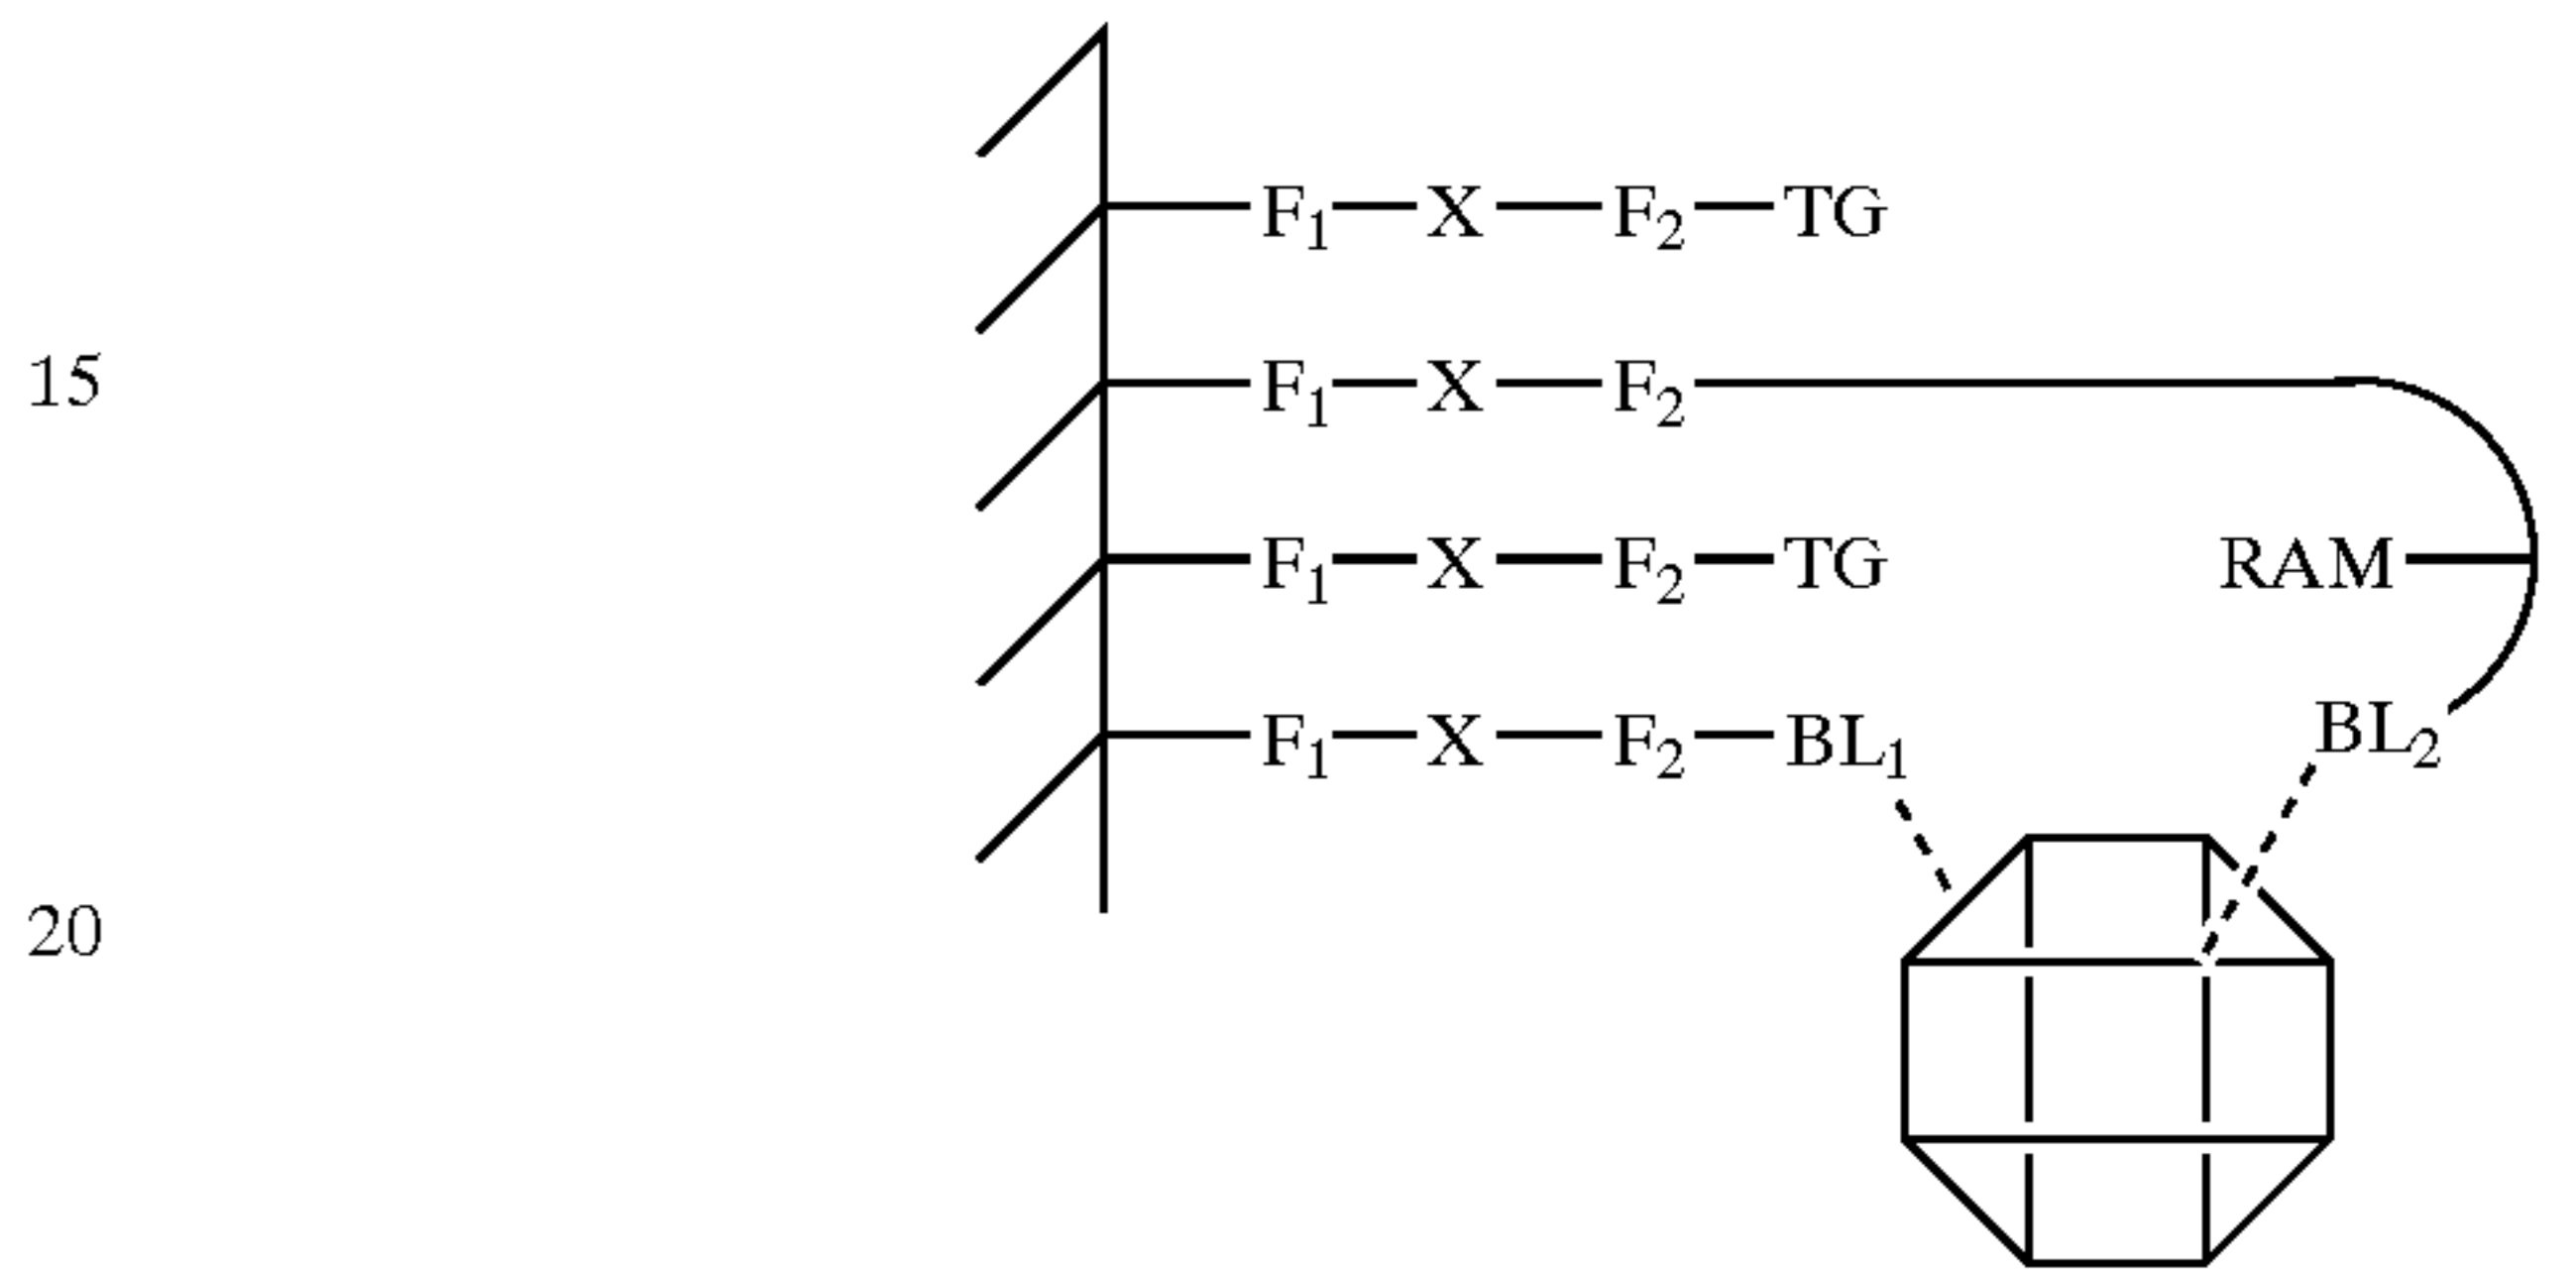 F₁—X—F₂—TG
15 F₁—X—F₂
F₁—X—F₂—TG RAM
F₁—X—F₂—BL₁ BL₂
20